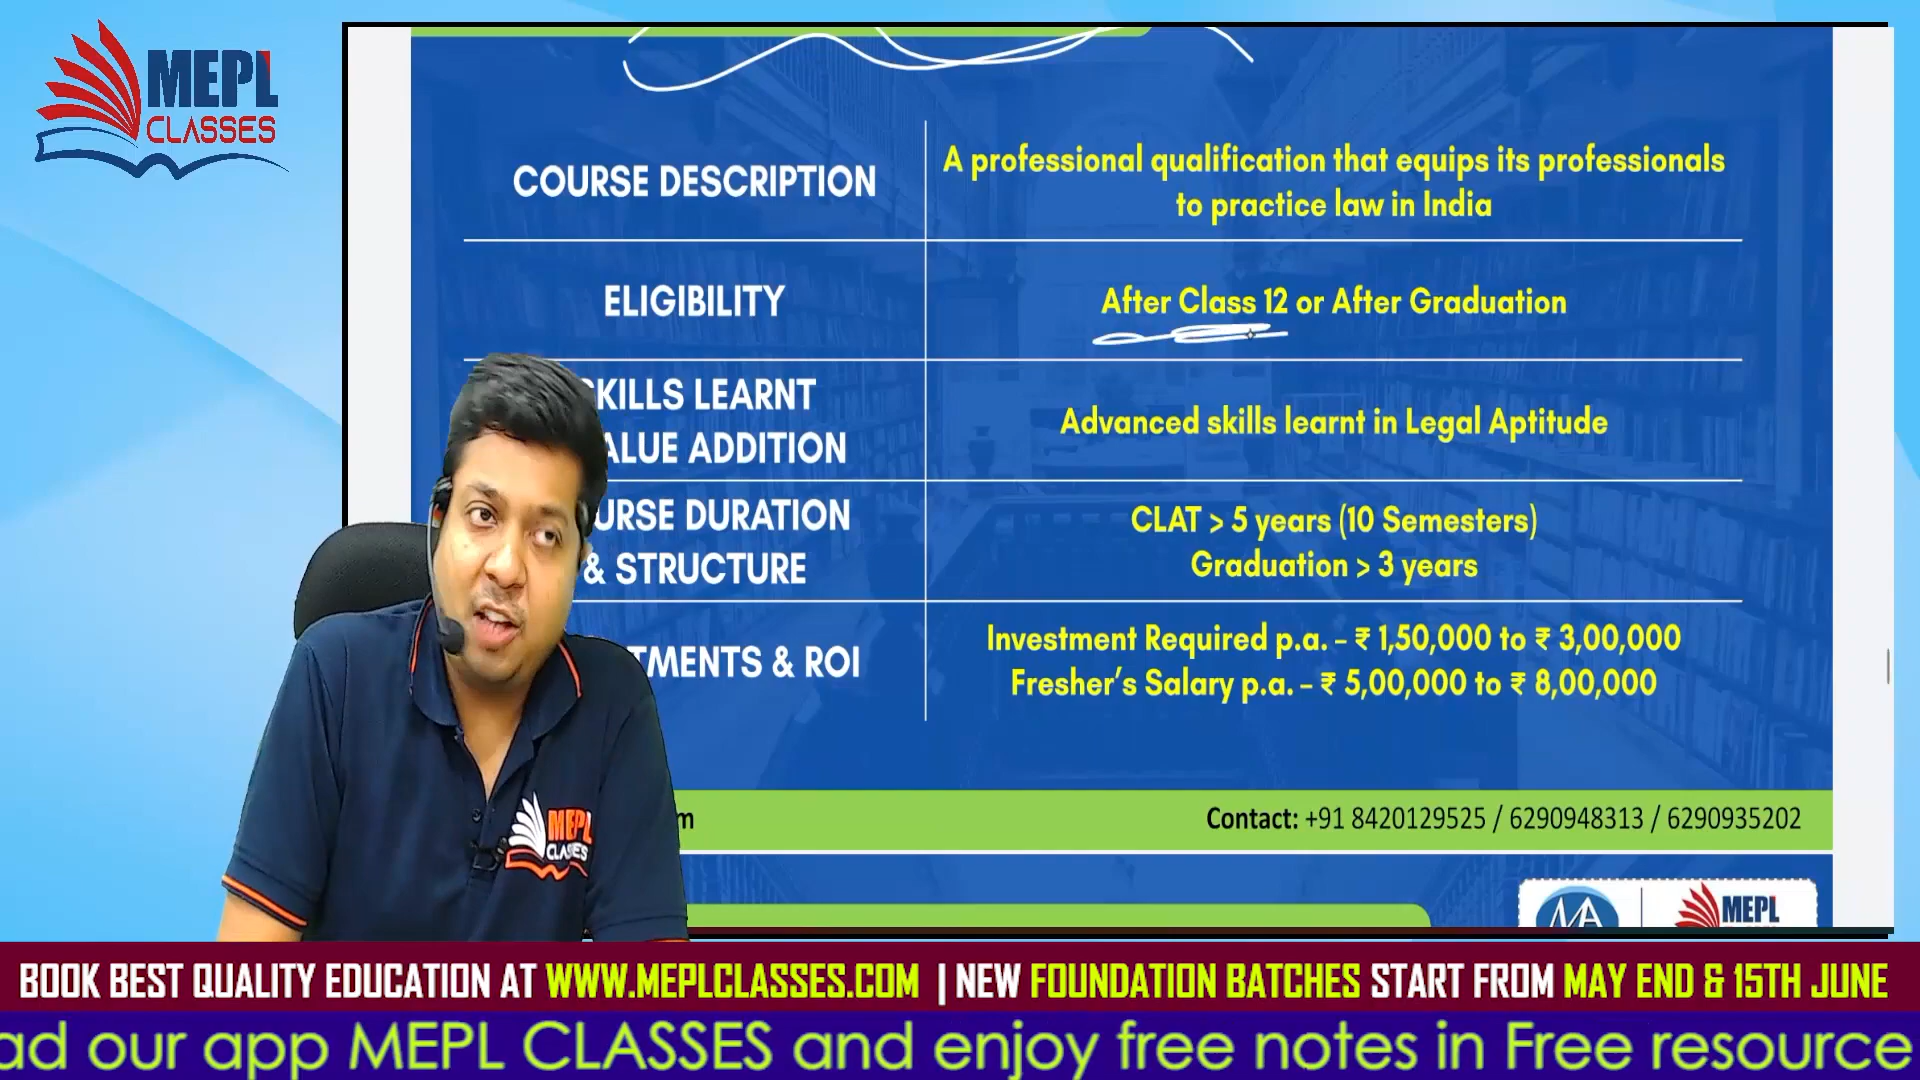 MEPL
CLASSES
COURSE DESCRIPTION
A professional qualification that equips its professionals
to practice law in India
ELIGIBILITY
After Class 12 or After Graduation
SKILLS LEARNT
ALUE ADDITION
Advanced skills learnt in Legal Aptitude
URSE DURATION
& STRUCTURE
CLAT > 5 years (10 Semesters)
Graduation > 3 years
TMENTS & ROI
Investment Required p.a. - ₹ 1,50,000 to ₹ 3,00,000
Fresher's Salary p.a. - ₹ 5,00,000 to ₹ 8,00,000
m
Contact: +91 8420129525 / 6290948313 / 6290935202
MEPL
CLASSES
MA
MEPL
BOOK BEST QUALITY EDUCATION AT WWW.MEPLCLASSES.COM | NEW FOUNDATION BATCHES START FROM MAY END & 15TH JUNE
ad our app MEPL CLASSES and enjoy free notes in Free resource